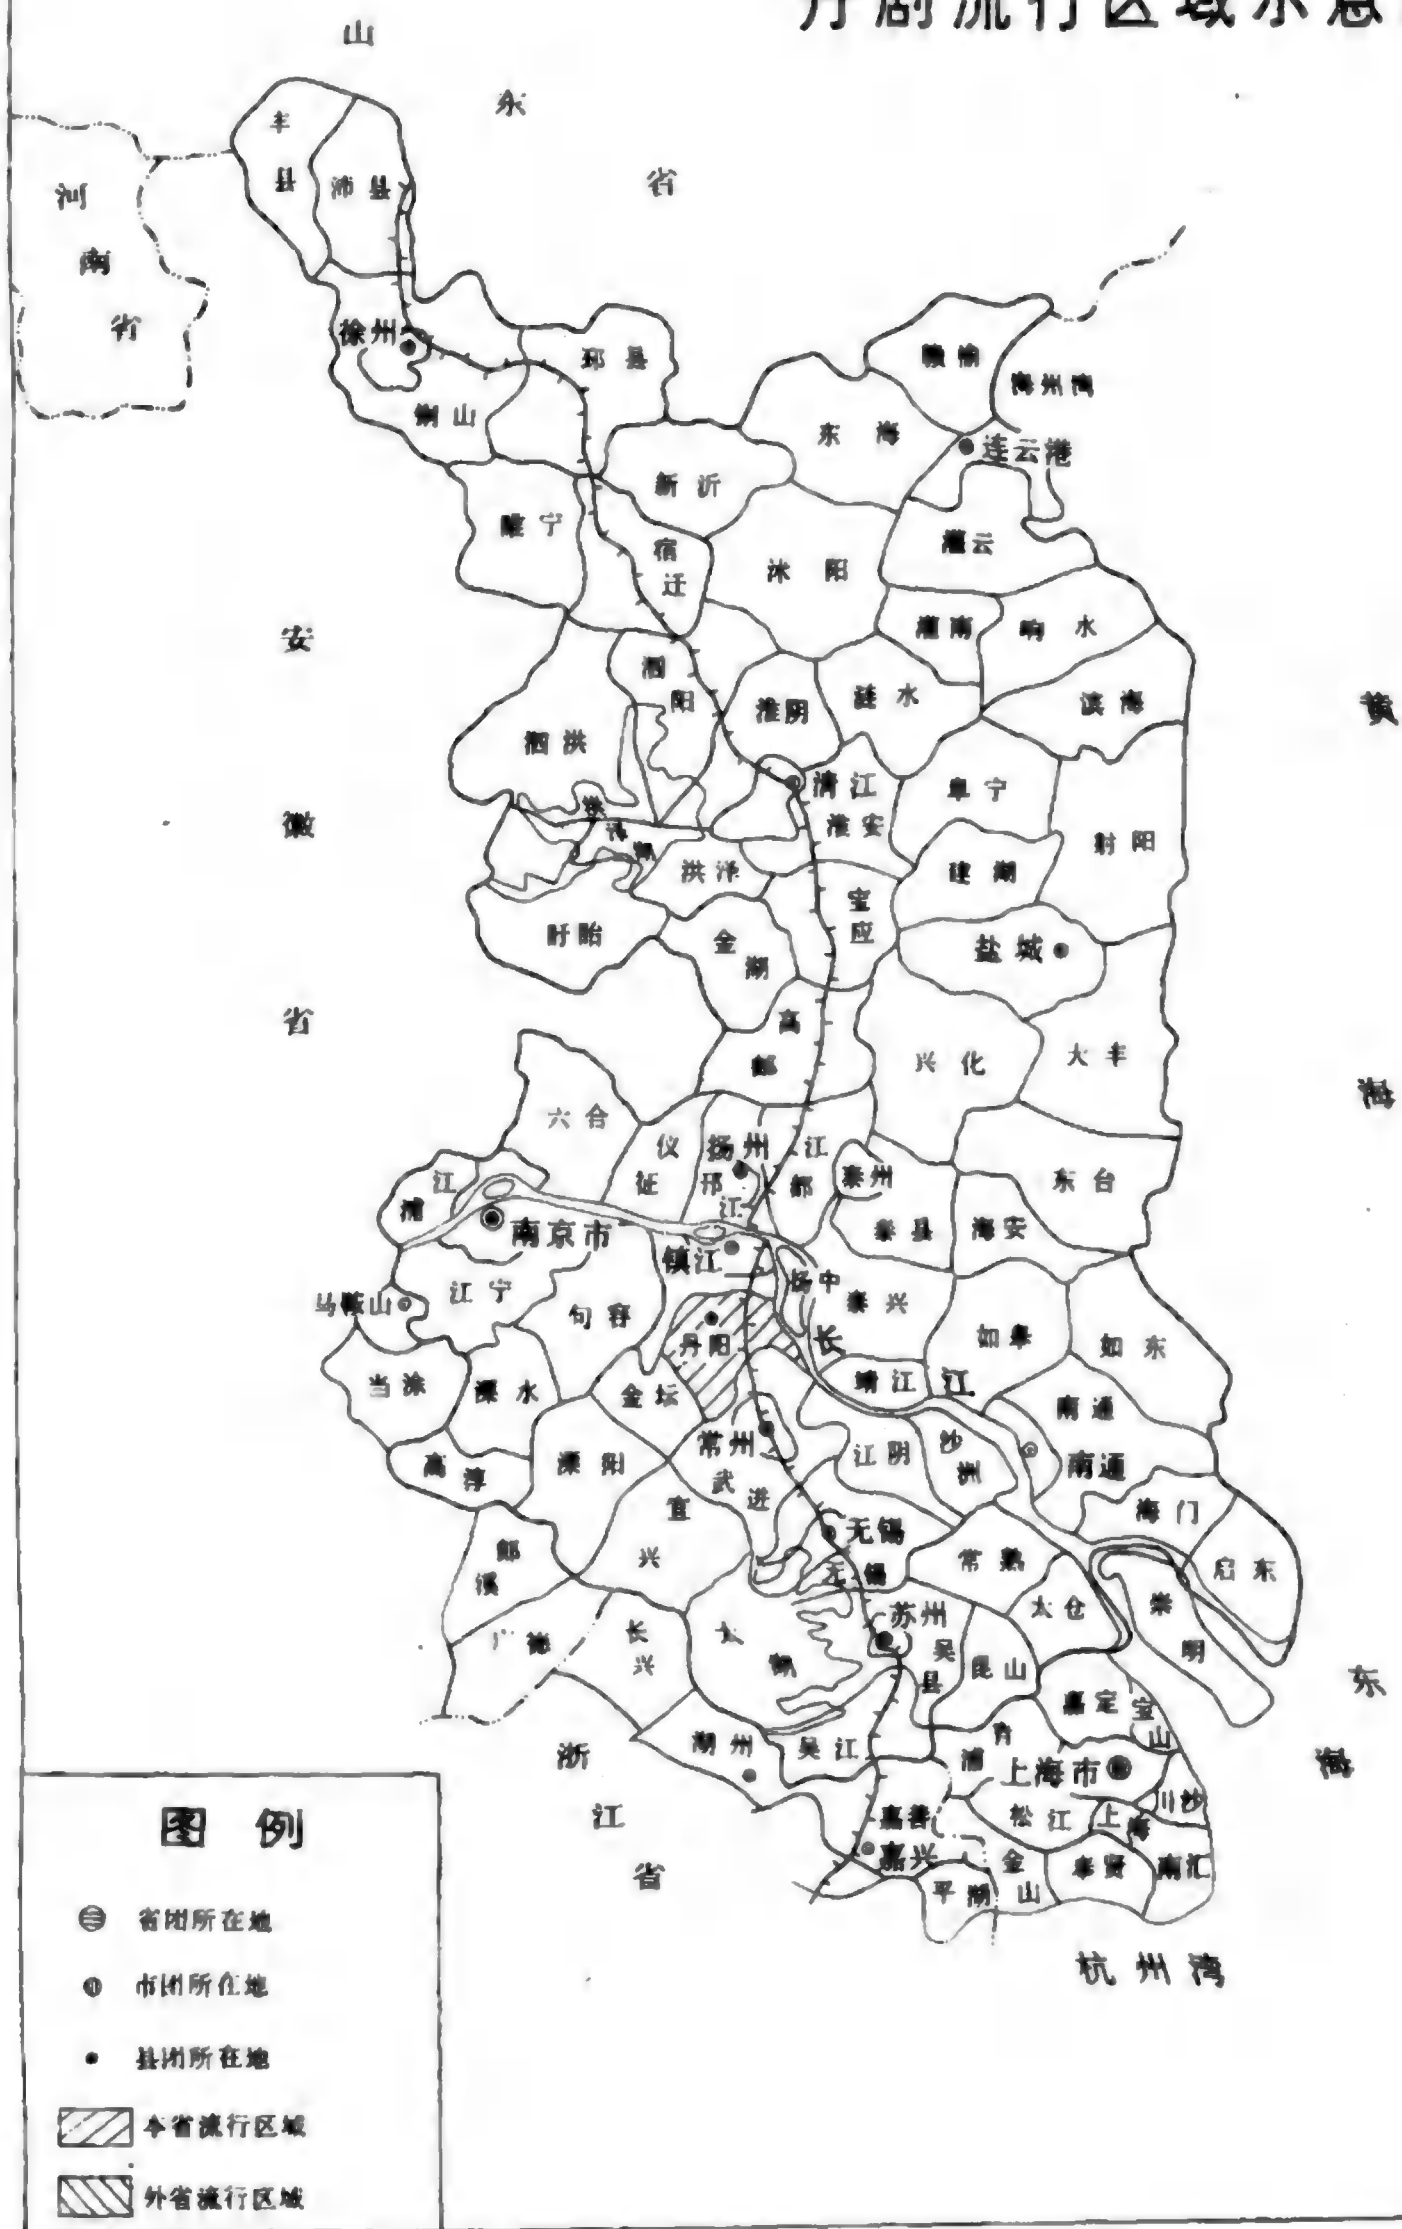 丹剧流行区域示意
山
东
省
河
南
省
丰
县
沛县
徐州
铜山
邳县
赣榆
海州湾
东海
连云港
新沂
睢宁
宿
迁
沭阳
灌云
灌南
响水
安
徽
省
泗
阳
淮阴
涟水
滨海
黄
海
泗洪
洪
泽
湖
清江
淮安
阜宁
射阳
洪泽
建湖
宝
应
盱眙
金
湖
盐城
高
邮
兴化
大丰
六合
仪
征
扬州
邗
江
江
都
泰州
东台
江
浦
南京市
泰县
海安
镇江
扬中
马鞍山
江宁
句容
泰兴
丹阳
长
江
如皋
如东
当涂
溧水
金坛
靖江
南通
常州
高淳
溧阳
武进
江阴
沙
洲
南通
海门
宜
兴
无锡
无锡
郎
溪
常熟
启东
太仓
崇
明
苏州
广德
长
兴
太
湖
吴
县
昆山
嘉定
宝
山
东
海
浙
江
省
湖州
吴江
青
浦
上海市
川沙
嘉善
松江
上海
嘉兴
金
山
奉贤
南汇
平湖
杭州湾
图例
省团所在地
市团所在地
县团所在地
本省流行区域
外省流行区域